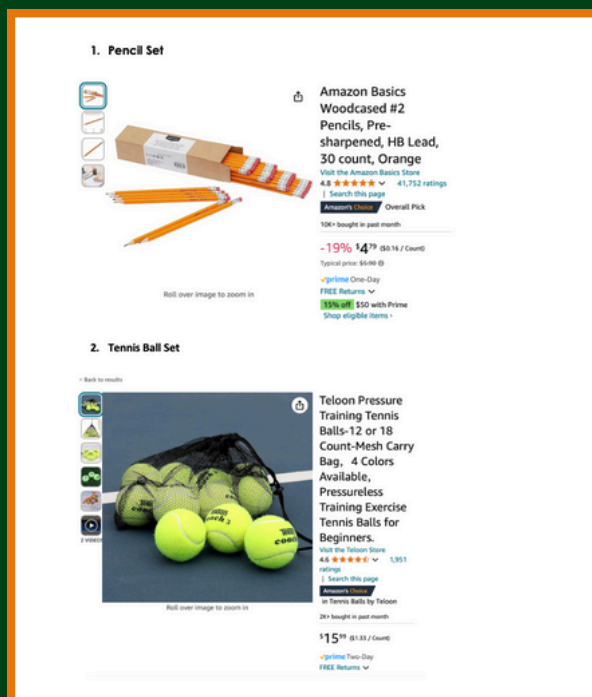 1. Pencil Set
Amazon Basics
Woodcased #2
Pencils, Pre-
sharpened, HB Lead,
30 count, Orange
Visit the Amazon Basics Store
4.8 41,752 ratings
| Search this page
Amazon's Choice Overall Pick
10K+ bought in past month
-19% $479 ($0.16 / Count)
Typical price: $5.90
prime One-Day
FREE Returns
15% off $50 with Prime
Shop eligible items ›
Roll over image to zoom in
2. Tennis Ball Set
‹ Back to results
Teloon Pressure
Training Tennis
Balls-12 or 18
Count-Mesh Carry
Bag, 4 Colors
Available,
Pressureless
Training Exercise
Tennis Balls for
Beginners.
Visit the Teloon Store
4.6 1,951
ratings
| Search this page
Amazon's Choice
in Tennis Balls by Teloon
2K+ bought in past month
$1599 ($1.33 / Count)
prime Two-Day
FREE Returns
2 VIDEOS
coach 3
Roll over image to zoom in